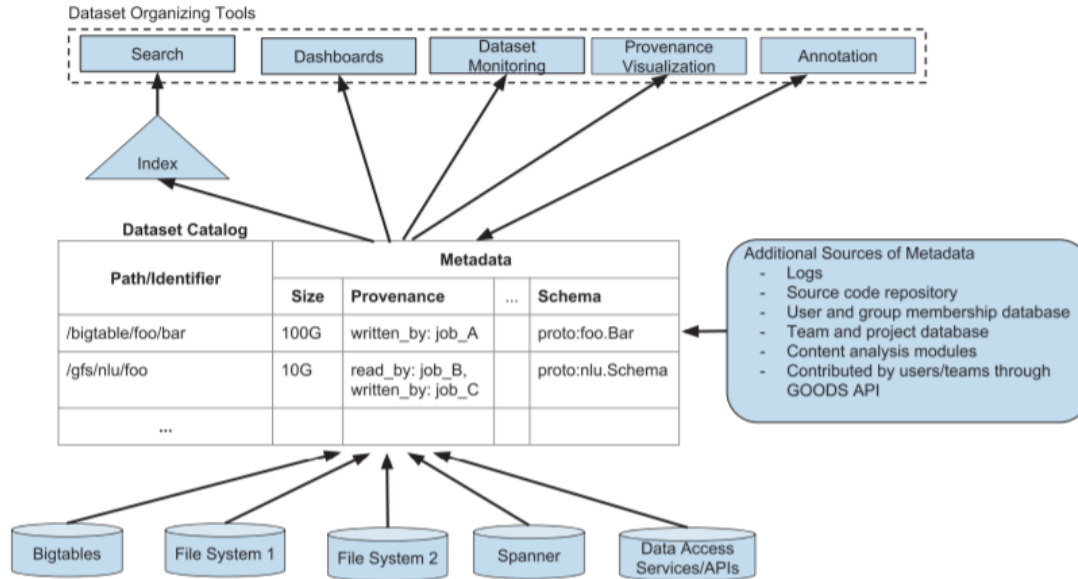 Dataset Organizing Tools
Search
Dashboards
Dataset
Monitoring
Provenance
Visualization
Annotation
Index
Dataset Catalog
Path/Identifier
Metadata
Size
Provenance
...
Schema
/bigtable/foo/bar
100G
written_by: job_A
proto:foo.Bar
/gfs/nlu/foo
10G
read_by: job_B,
written_by: job_C
proto:nlu.Schema
...
Additional Sources of Metadata
- Logs
- Source code repository
- User and group membership database
- Team and project database
- Content analysis modules
- Contributed by users/teams through
GOODS API
Bigtables
File System 1
File System 2
Spanner
Data Access
Services/APIs